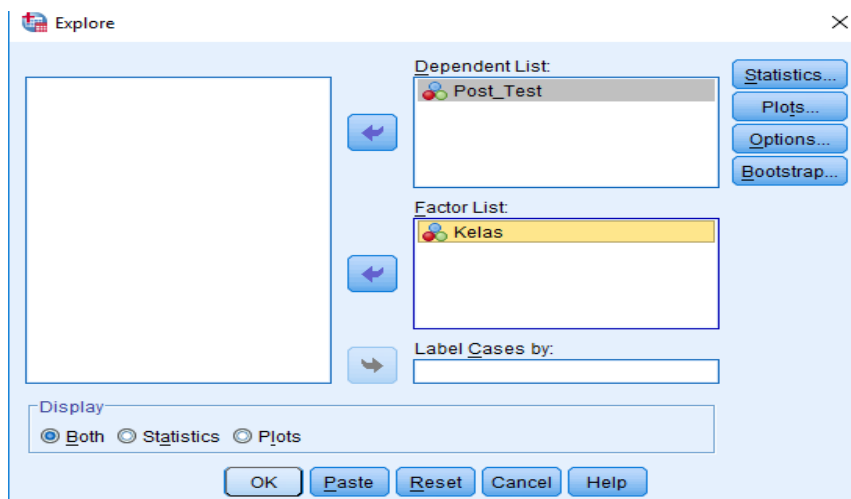 Explore
Dependent List:
Post_Test
Statistics...
Plots...
Options...
Bootstrap...
Factor List:
Kelas
Label Cases by:
Display
Both Statistics Plots
OK Paste Reset Cancel Help